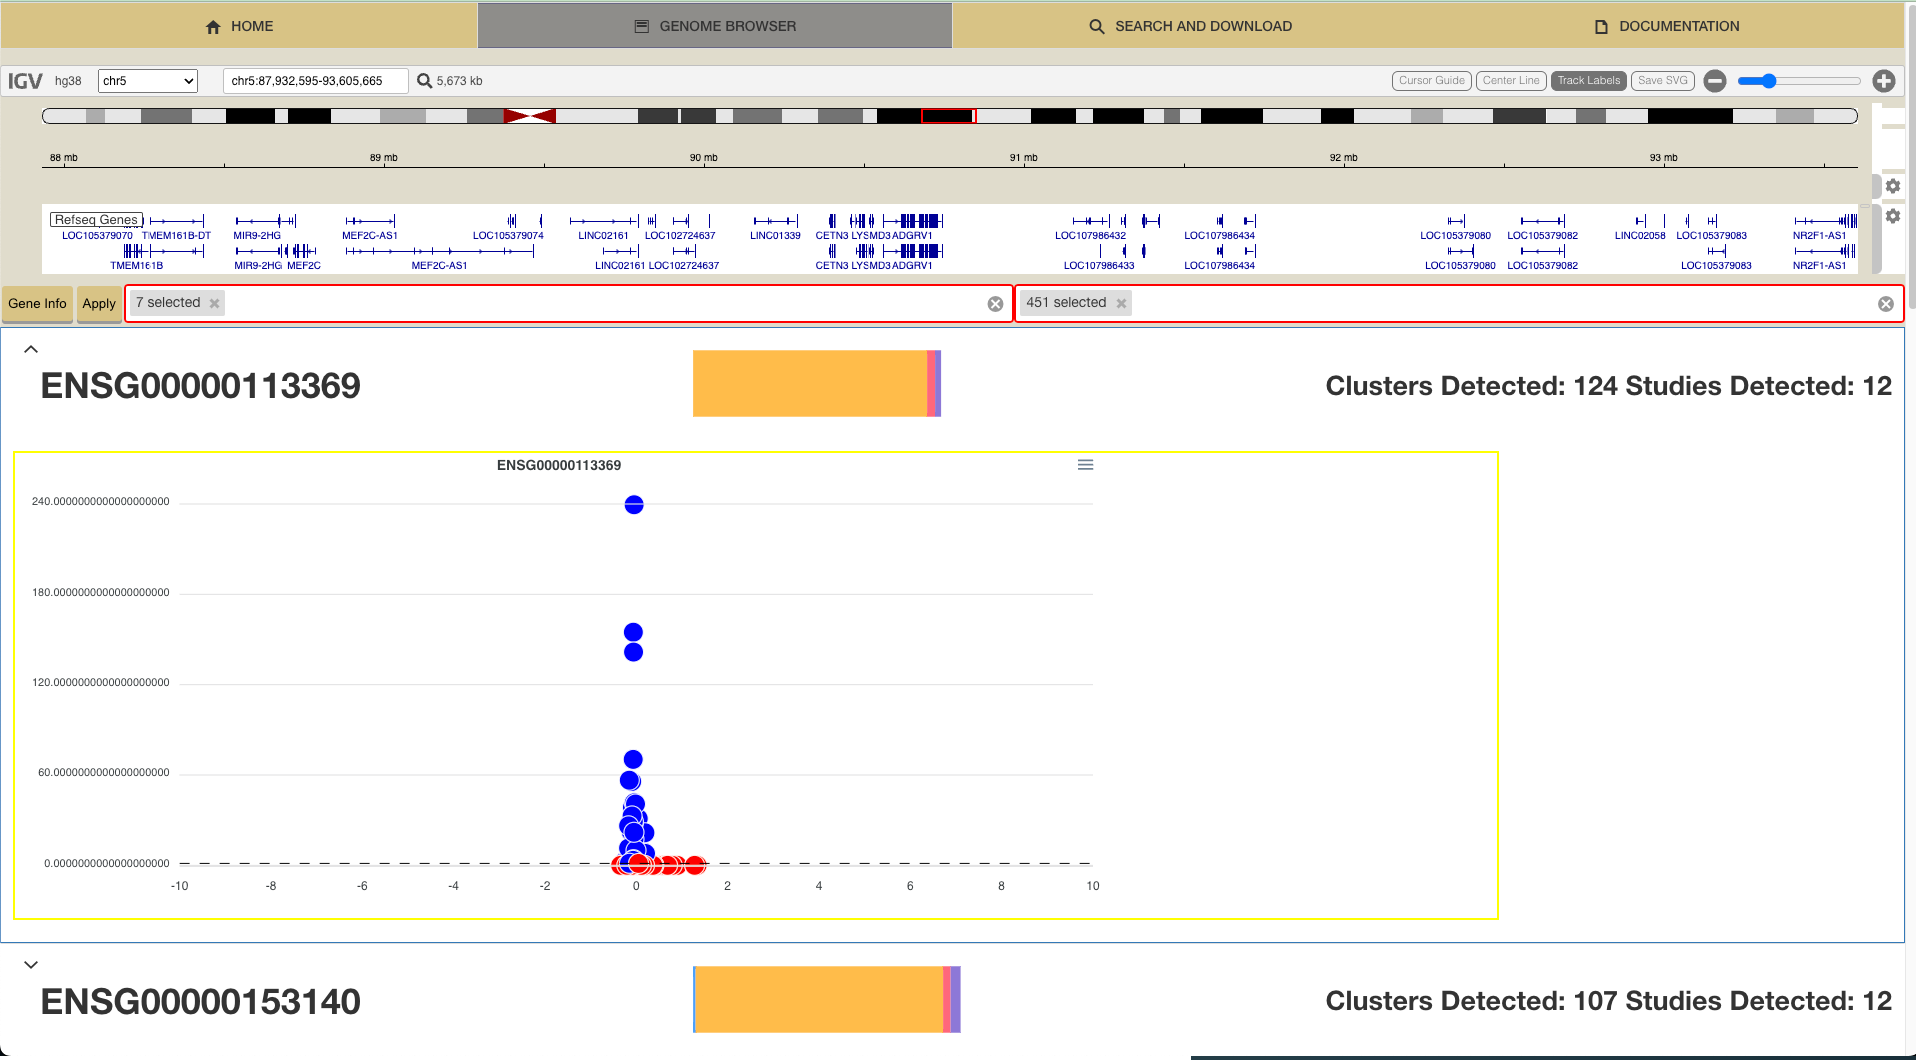 HOME GENOME BROWSER SEARCH AND DOWNLOAD DOCUMENTATION
IGV hg38 chr5 chr5:87,932,595-93,605,665 5,673 kb Cursor Guide Center Line Track Labels Save SVG
88 mb 89 mb 90 mb 91 mb 92 mb 93 mb
Refseq Genes
LOC105379070 TMEM161B-DT MIR9-2HG MEF2C-AS1 LOC105379074 LINC02161 LOC102724637 LINC01339 CETN3 LYSMD3 ADGRV1 LOC107986432 LOC107986434 LOC105379080 LOC105379082 LINC02058 LOC105379083 NR2F1-AS1
TMEM161B MIR9-2HG MEF2C MEF2C-AS1 LINC02161 LOC102724637 CETN3 LYSMD3 ADGRV1 LOC107986433 LOC107986434 LOC105379080 LOC105379082 LOC105379083 NR2F1-AS1
Gene Info Apply 7 selected 451 selected
ENSG00000113369 Clusters Detected: 124 Studies Detected: 12
ENSG00000113369
240.0000000000000000000
180.0000000000000000000
120.0000000000000000000
60.0000000000000000000
0.0000000000000000000
-10 -8 -6 -4 -2 0 2 4 6 8 10
ENSG00000153140 Clusters Detected: 107 Studies Detected: 12